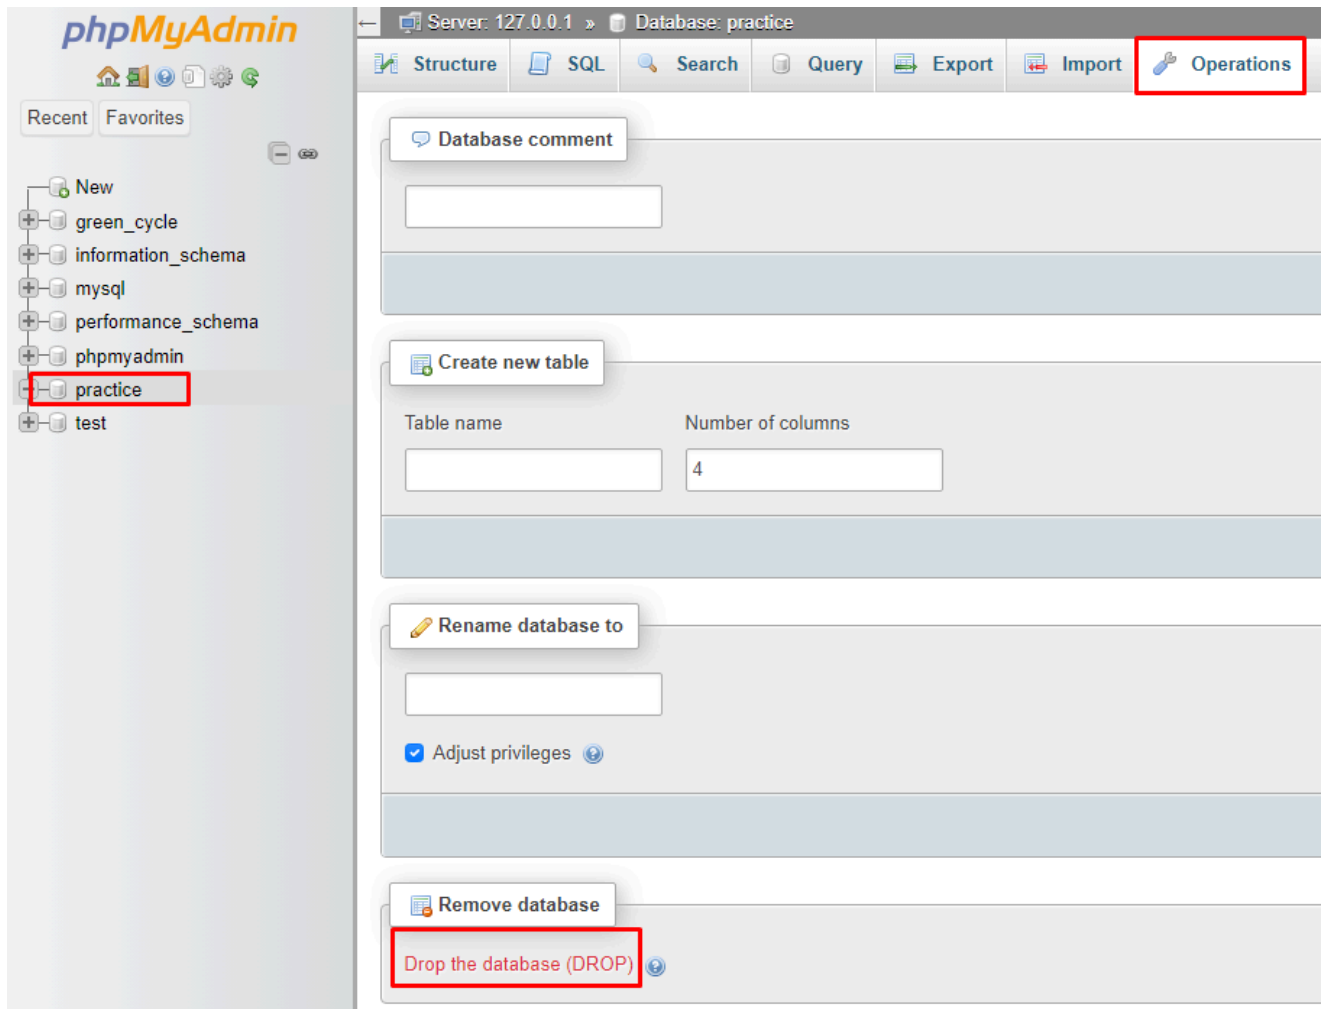 phpMyAdmin
Recent Favorites
New
green_cycle
information_schema
mysql
performance_schema
phpmyadmin
practice
test
Server: 127.0.0.1 » Database: practice
Structure SQL Search Query Export Import Operations
Database comment
Create new table
Table name Number of columns
4
Rename database to
Adjust privileges
Remove database
Drop the database (DROP)